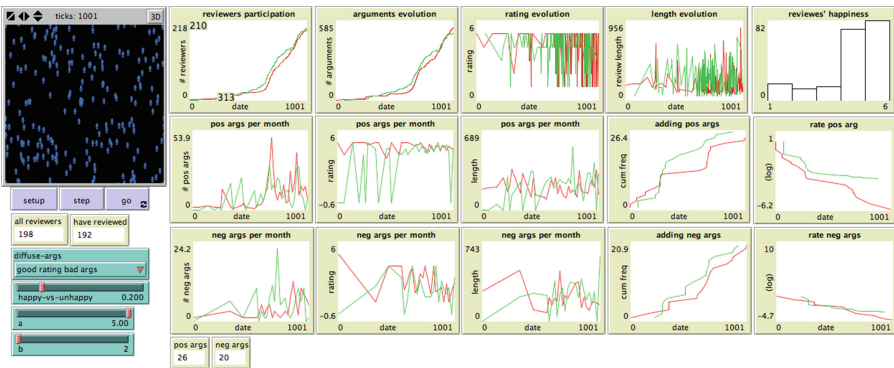 ticks: 1001
3D
setup
step
go
all reviewers
198
have reviewed
192
diffuse-args
good rating bad args
happy-vs-unhappy 0.200
a 5.00
b 2
reviewers participation
218
210
# reviewers
313
0
0 date 1001
arguments evolution
585
# arguments
0
0 date 1001
rating evolution
6
rating
0
0 date 1001
length evolution
956
review length
0
0 date 1001
reviewes' happiness
82
0
1 6
pos args per month
53.9
# pos args
0
0 date 1001
pos args per month
6
rating
-0.6
0 date 1001
pos args per month
689
length
0
0 date 1001
adding pos args
26.4
cum freq
0
0 date 1001
rate pos arg
1
(log)
-6.2
0 date 1001
neg args per month
24.2
# neg args
0
0 date 1001
neg args per month
6
rating
-0.6
0 date 1001
neg args per month
743
length
0
0 date 1001
adding neg args
20.9
cum freq
0
0 date 1001
rate neg args
10
(log)
-4.7
0 date 1001
pos args
26
neg args
20